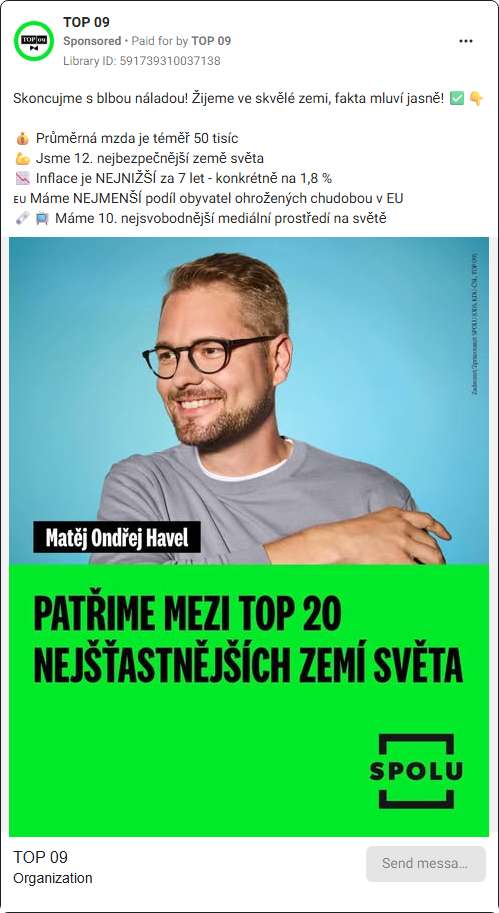 TOP 09
Sponsored • Paid for by TOP 09
Library ID: 591739310037138
Skoncujme s blbou náladou! Žijeme ve skvělé zemi, fakta mluví jasně! ✅ 👇
💰 Průměrná mzda je téměř 50 tisíc
💪 Jsme 12. nejbezpečnější země světa
📉 Inflace je NEJNIŽŠÍ za 7 let - konkrétně na 1,8 %
EU Máme NEJMENŠÍ podíl obyvatel ohrožených chudobou v EU
🗞️ 📺 Máme 10. nejsvobodnější mediální prostředí na světě
Zadavatel/Zpracovatel: SPOLU (ODS, KDU-ČSL, TOP 09)
Matěj Ondřej Havel
PATŘIME MEZI TOP 20
NEJŠŤASTNĚJŠÍCH ZEMÍ SVĚTA
SPOLU
TOP 09
Organization
Send messa...